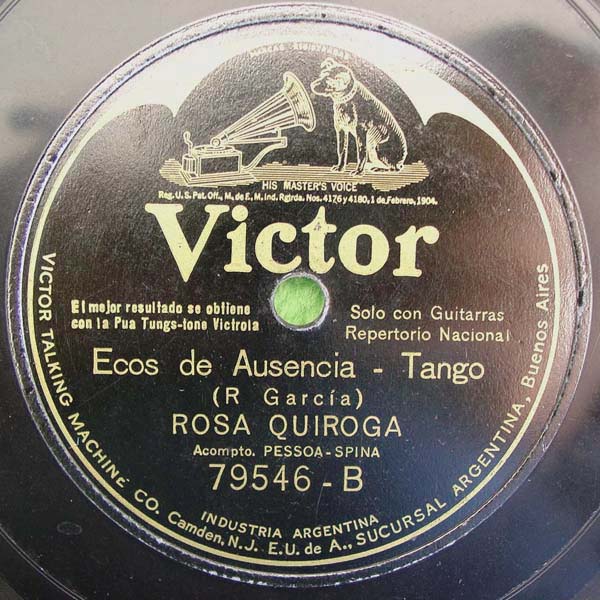 HIS MASTER'S VOICE
Reg. U.S. Pat. Off., M. de F., M. Ind. Rgirda. Nos. 4176 y 4180, 1 de Febrero, 1904.
Victor
El mejor resultado se obtiene
con la Pua Tungs-tone Victrola
Solo con Guitarras
Repertorio Nacional
Ecos de Ausencia - Tango
(R García)
ROSA QUIROGA
Acompto. PESSOA-SPINA
79546-B
INDUSTRIA ARGENTINA
VICTOR TALKING MACHINE CO. Camden, N.J. E.U. de A., SUCURSAL ARGENTINA, Buenos Aires